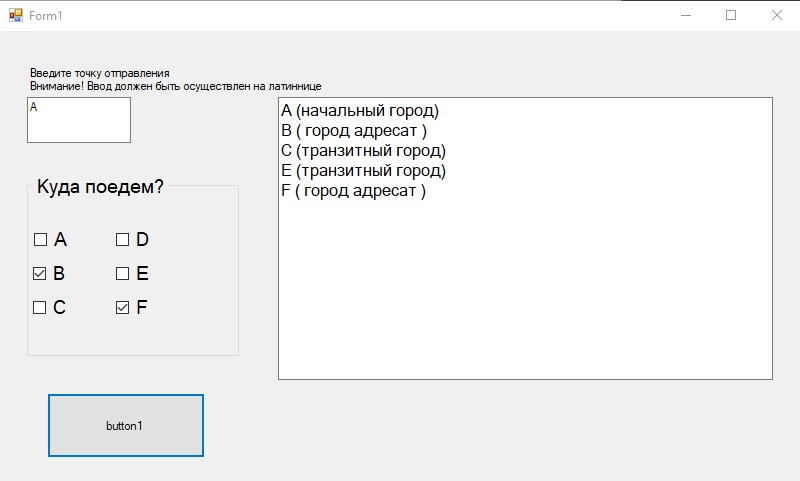 Form1
Введите точку отправления
Внимание! Ввод должен быть осуществлен на латиннице
A
Куда поедем?
A
D
B
E
C
F
button1
A (начальный город)
B ( город адресат )
C (транзитный город)
E (транзитный город)
F ( город адресат )